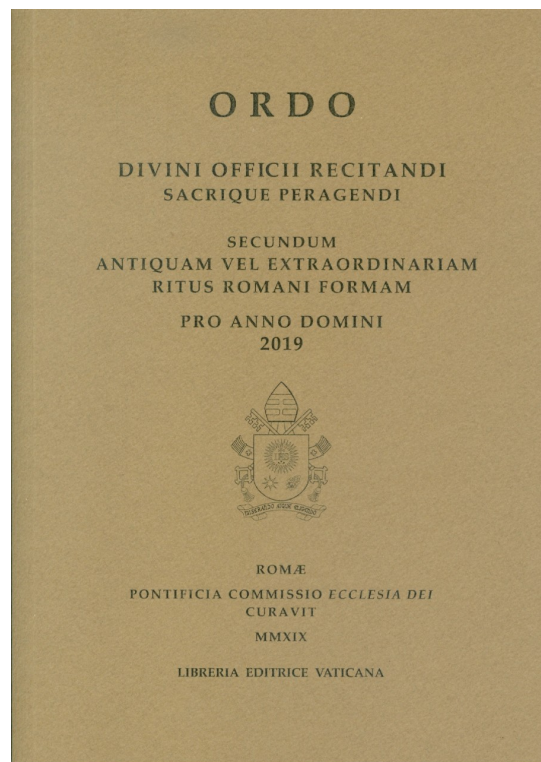 ORDO
DIVINI OFFICII RECITANDI
SACRIQUE PERAGENDI
SECUNDUM
ANTIQUAM VEL EXTRAORDINARIAM
RITUS ROMANI FORMAM
PRO ANNO DOMINI
2019
ROMÆ
PONTIFICIA COMMISSIO ECCLESIA DEI
CURAVIT
MMXIX
LIBRERIA EDITRICE VATICANA